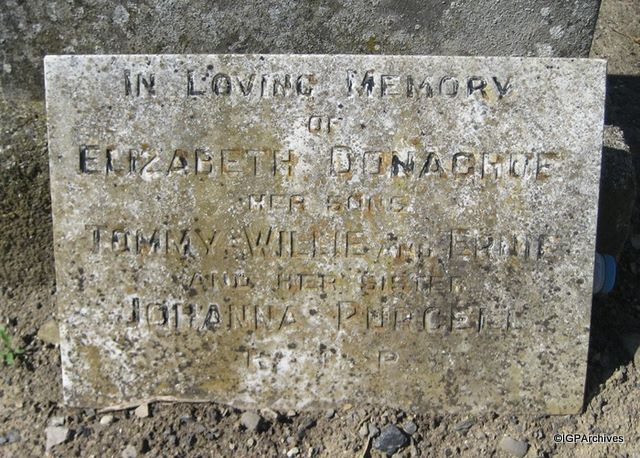 IN LOVING MEMORY
OF
ELIZABETH DONAGHUE
HER SONS
TOMMY, WILLIE AND ERNIE
AND HER SISTER
JOHANNA PURCELL
R.I.P.
©IGPArchives